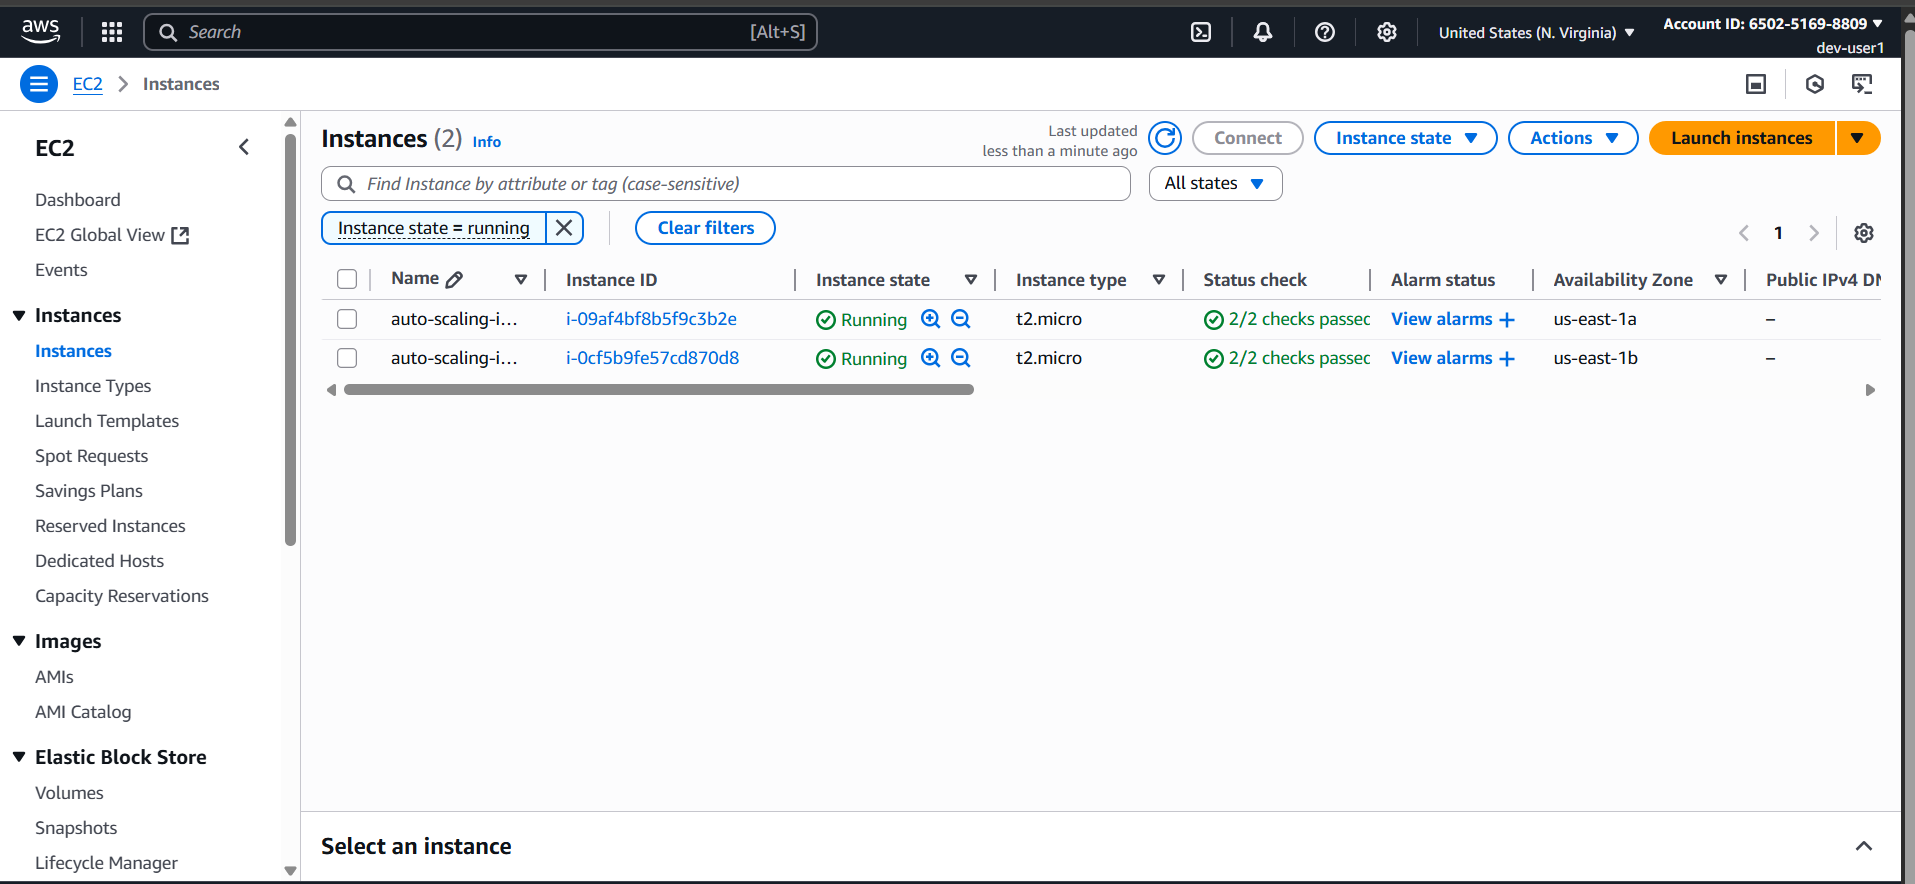 aws
Search [Alt+S]
United States (N. Virginia)
Account ID: 6502-5169-8809
dev-user1
EC2 Instances
EC2
Dashboard
EC2 Global View
Events
Instances
Instances
Instance Types
Launch Templates
Spot Requests
Savings Plans
Reserved Instances
Dedicated Hosts
Capacity Reservations
Images
AMIs
AMI Catalog
Elastic Block Store
Volumes
Snapshots
Lifecycle Manager
Instances (2) Info
Last updated
less than a minute ago
Connect Instance state Actions Launch instances
Find Instance by attribute or tag (case-sensitive) All states
Instance state = running Clear filters
1
Name Instance ID Instance state Instance type Status check Alarm status Availability Zone Public IPv4 DN
auto-scaling-i... i-09af4bf8b5f9c3b2e Running t2.micro 2/2 checks passed View alarms + us-east-1a –
auto-scaling-i... i-0cf5b9fe57cd870d8 Running t2.micro 2/2 checks passed View alarms + us-east-1b –
Select an instance